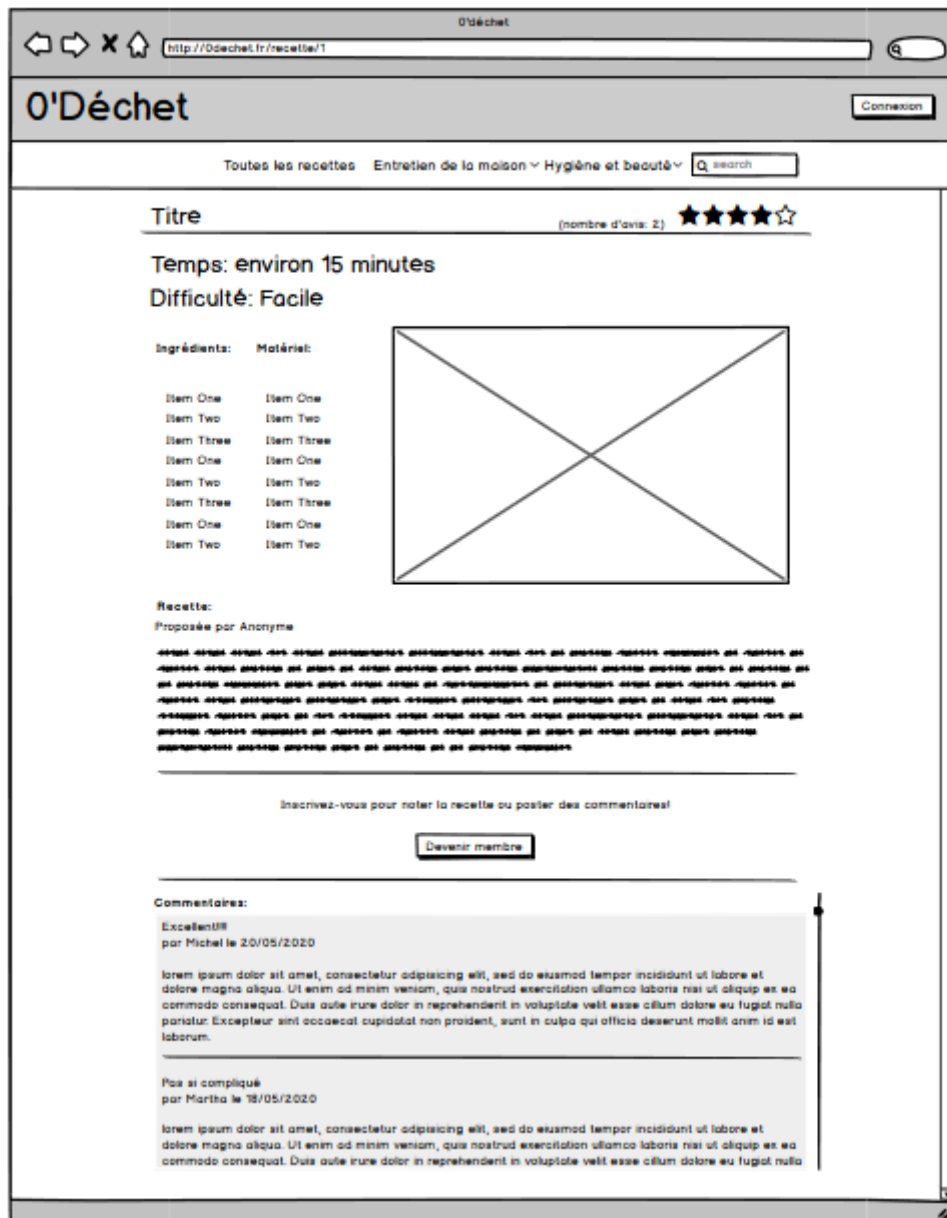 0'déchet
http://0dechet.fr/recette/1
0'Déchet
Connexion
Toutes les recettes Entretien de la maison Hygiène et beauté search
Titre (nombre d'avis: 2)
Temps: environ 15 minutes
Difficulté: Facile
Ingrédients: Matériel:
Item One Item One
Item Two Item Two
Item Three Item Three
Item One Item One
Item Two Item Two
Item Three Item Three
Item One Item One
Item Two Item Two
Recette:
Proposée par Anonyme
Inscrivez-vous pour noter la recette ou poster des commentaires!
Devenir membre
Commentaires:
Excellent!!!
par Michel le 20/05/2020
lorem ipsum dolor sit amet, consectetur adipisicing elit, sed do eiusmod tempor incididunt ut labore et
dolore magna aliqua. Ut enim ad minim veniam, quis nostrud exercitation ullamco laboris nisi ut aliquip ex ea
commodo consequat. Duis aute irure dolor in reprehenderit in voluptate velit esse cillum dolore eu fugiat nulla
pariatur. Excepteur sint occaecat cupidatat non proident, sunt in culpa qui officia deserunt mollit anim id est
laborum.
Pas si compliqué
par Martha le 18/05/2020
lorem ipsum dolor sit amet, consectetur adipisicing elit, sed do eiusmod tempor incididunt ut labore et
dolore magna aliqua. Ut enim ad minim veniam, quis nostrud exercitation ullamco laboris nisi ut aliquip ex ea
commodo consequat. Duis aute irure dolor in reprehenderit in voluptate velit esse cillum dolore eu fugiat nulla